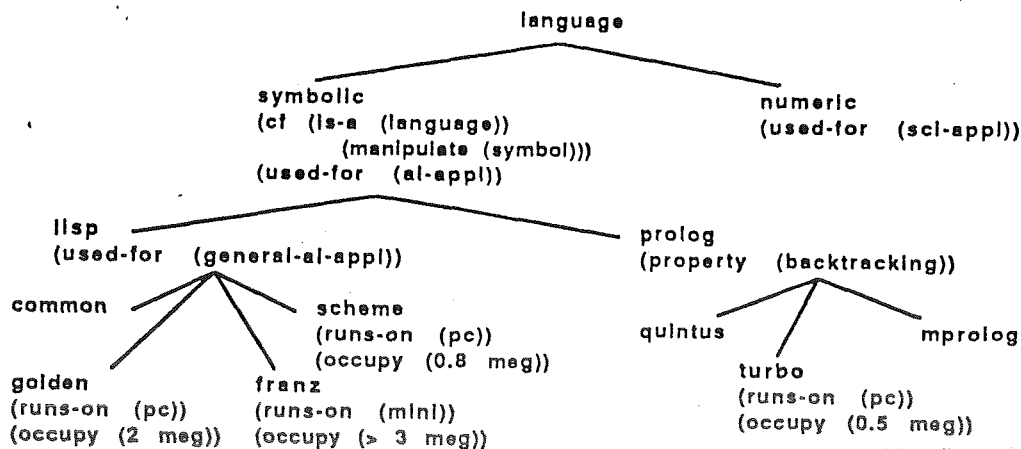 language
symbolic
numeric
(cf (is-a (language))
(used-for (sci-appl))
(manipulate (symbol)))
(used-for (ai-appl))
lisp
prolog
(used-for (general-ai-appl))
(property (backtracking))
common
scheme
quintus
mprolog
(runs-on (pc))
(occupy (0.8 meg))
turbo
golden
franz
(runs-on (pc))
(runs-on (pc))
(runs-on (mini))
(occupy (0.5 meg))
(occupy (2 meg))
(occupy (> 3 meg))